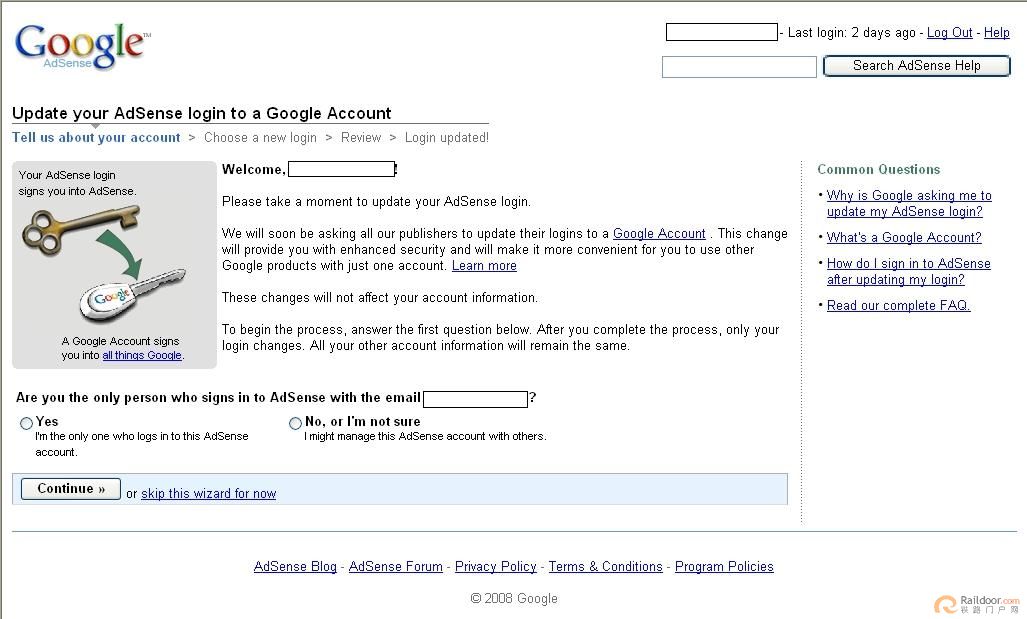 Google™
AdSense
- Last login: 2 days ago - Log Out - Help
Search AdSense Help
Update your AdSense login to a Google Account
Tell us about your account > Choose a new login > Review > Login updated!
Your AdSense login
signs you into AdSense.
Google
A Google Account signs
you into all things Google.
Welcome, !
Please take a moment to update your AdSense login.
We will soon be asking all our publishers to update their logins to a Google Account . This change
will provide you with enhanced security and will make it more convenient for you to use other
Google products with just one account. Learn more
These changes will not affect your account information.
To begin the process, answer the first question below. After you complete the process, only your
login changes. All your other account information will remain the same.
Common Questions
• Why is Google asking me to
update my AdSense login?
• What's a Google Account?
• How do I sign in to AdSense
after updating my login?
• Read our complete FAQ.
Are you the only person who signs in to AdSense with the email ?
Yes
I'm the only one who logs in to this AdSense
account.
No, or I'm not sure
I might manage this AdSense account with others.
Continue » or skip this wizard for now
AdSense Blog - AdSense Forum - Privacy Policy - Terms & Conditions - Program Policies
© 2008 Google
Raildoor.com
铁路门户网